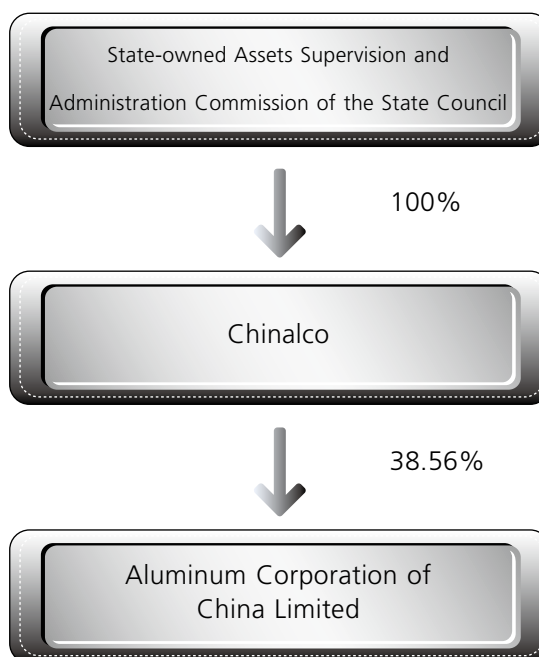 State-owned Assets Supervision and
Administration Commission of the State Council
100%
Chinalco
38.56%
Aluminum Corporation of
China Limited